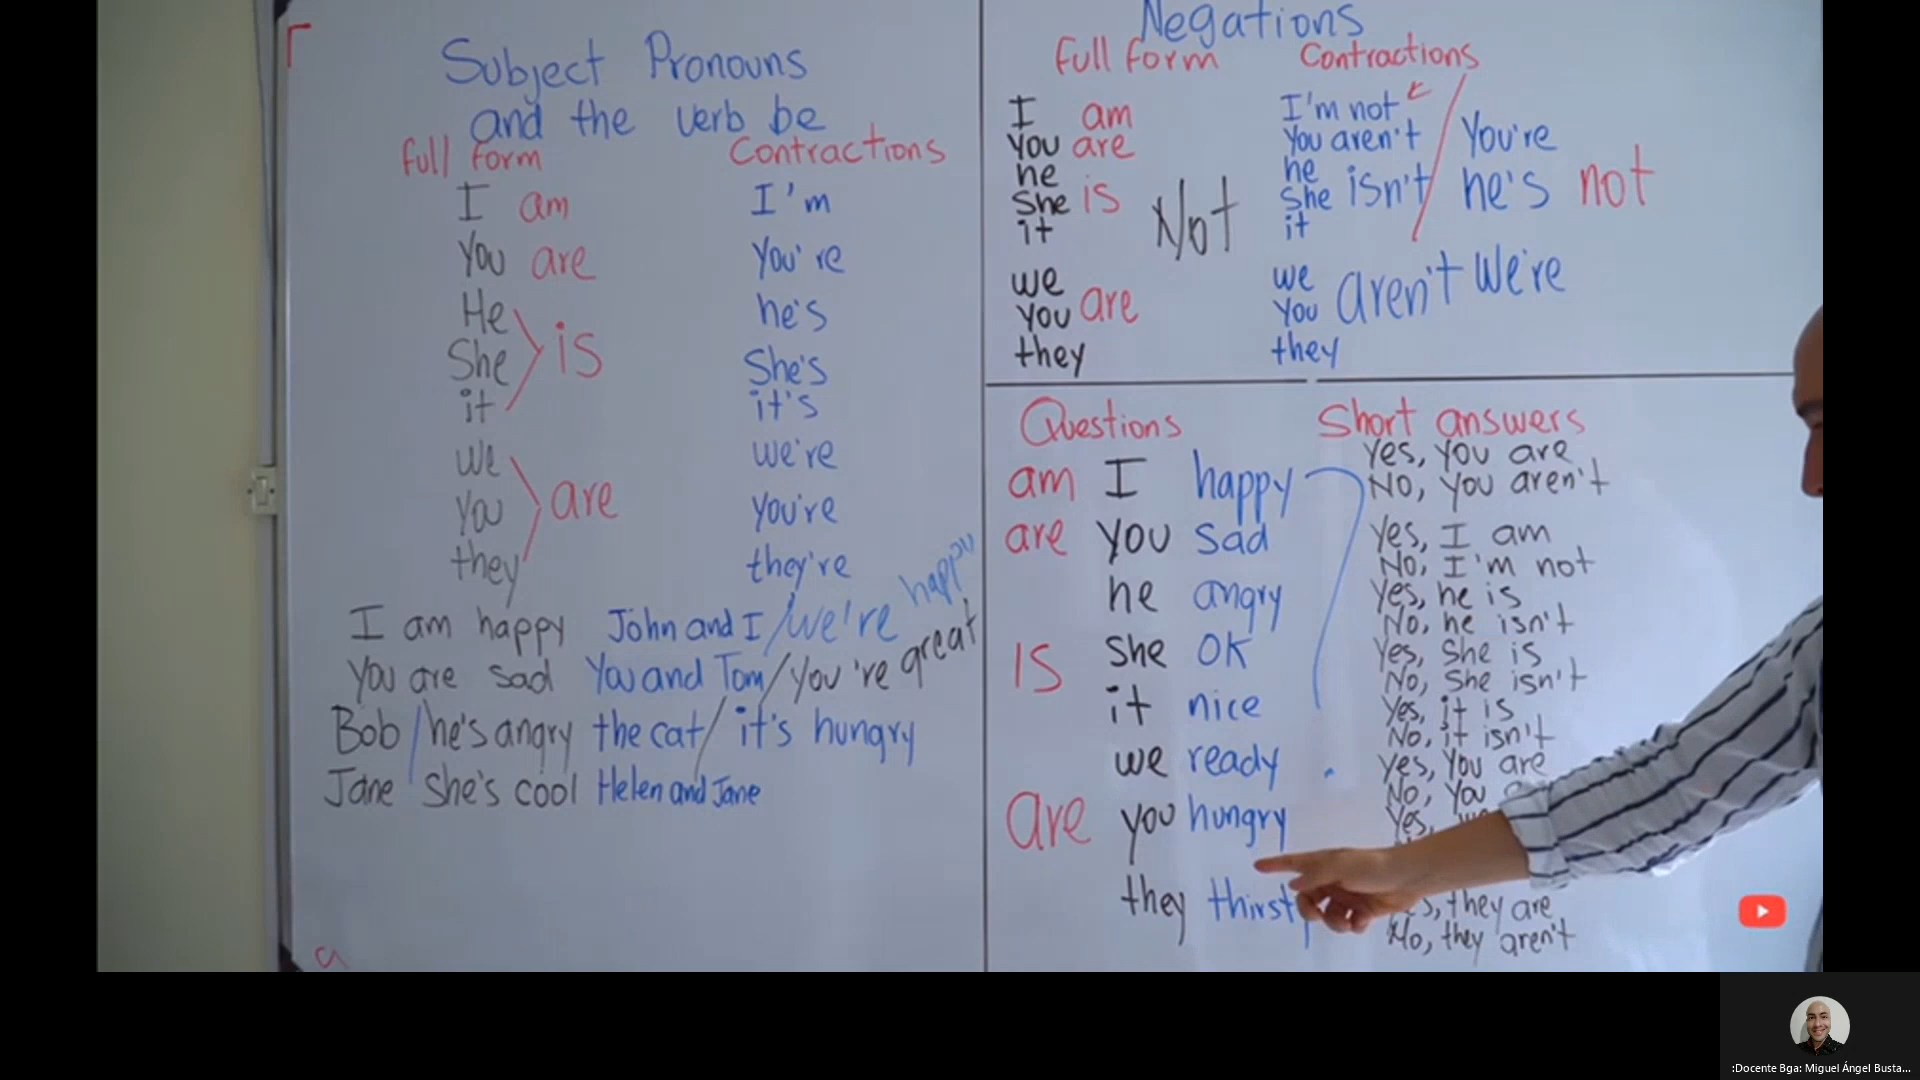 Subject Pronouns
and the verb be
full form Contractions
I am I'm
You are You're
He he's
She is She's
it it's
we we're
You are You're
they they're
I am happy John and I/we're happy
You are sad You and Tom/You're great
Bob/he's angry the cat/it's hungry
Jane She's cool Helen and Jane
Negations
full form Contractions
I am I'm not
You are You aren't / You're
he he
She is She isn't he's not
it it
Not
we we
You are You aren't We're
they they
Questions Short answers
am I happy
are you sad
he angry
IS she OK
it nice
we ready
are you hungry
they thirst
Yes, You are
No, you aren't
Yes, I am
No, I'm not
Yes, he is
No, he isn't
Yes, She is
No, She isn't
Yes, it is
No, it isn't
Yes, You are
No, You
Yes,
they are
No, they aren't
:Docente Bga: Miguel Ángel Busta...